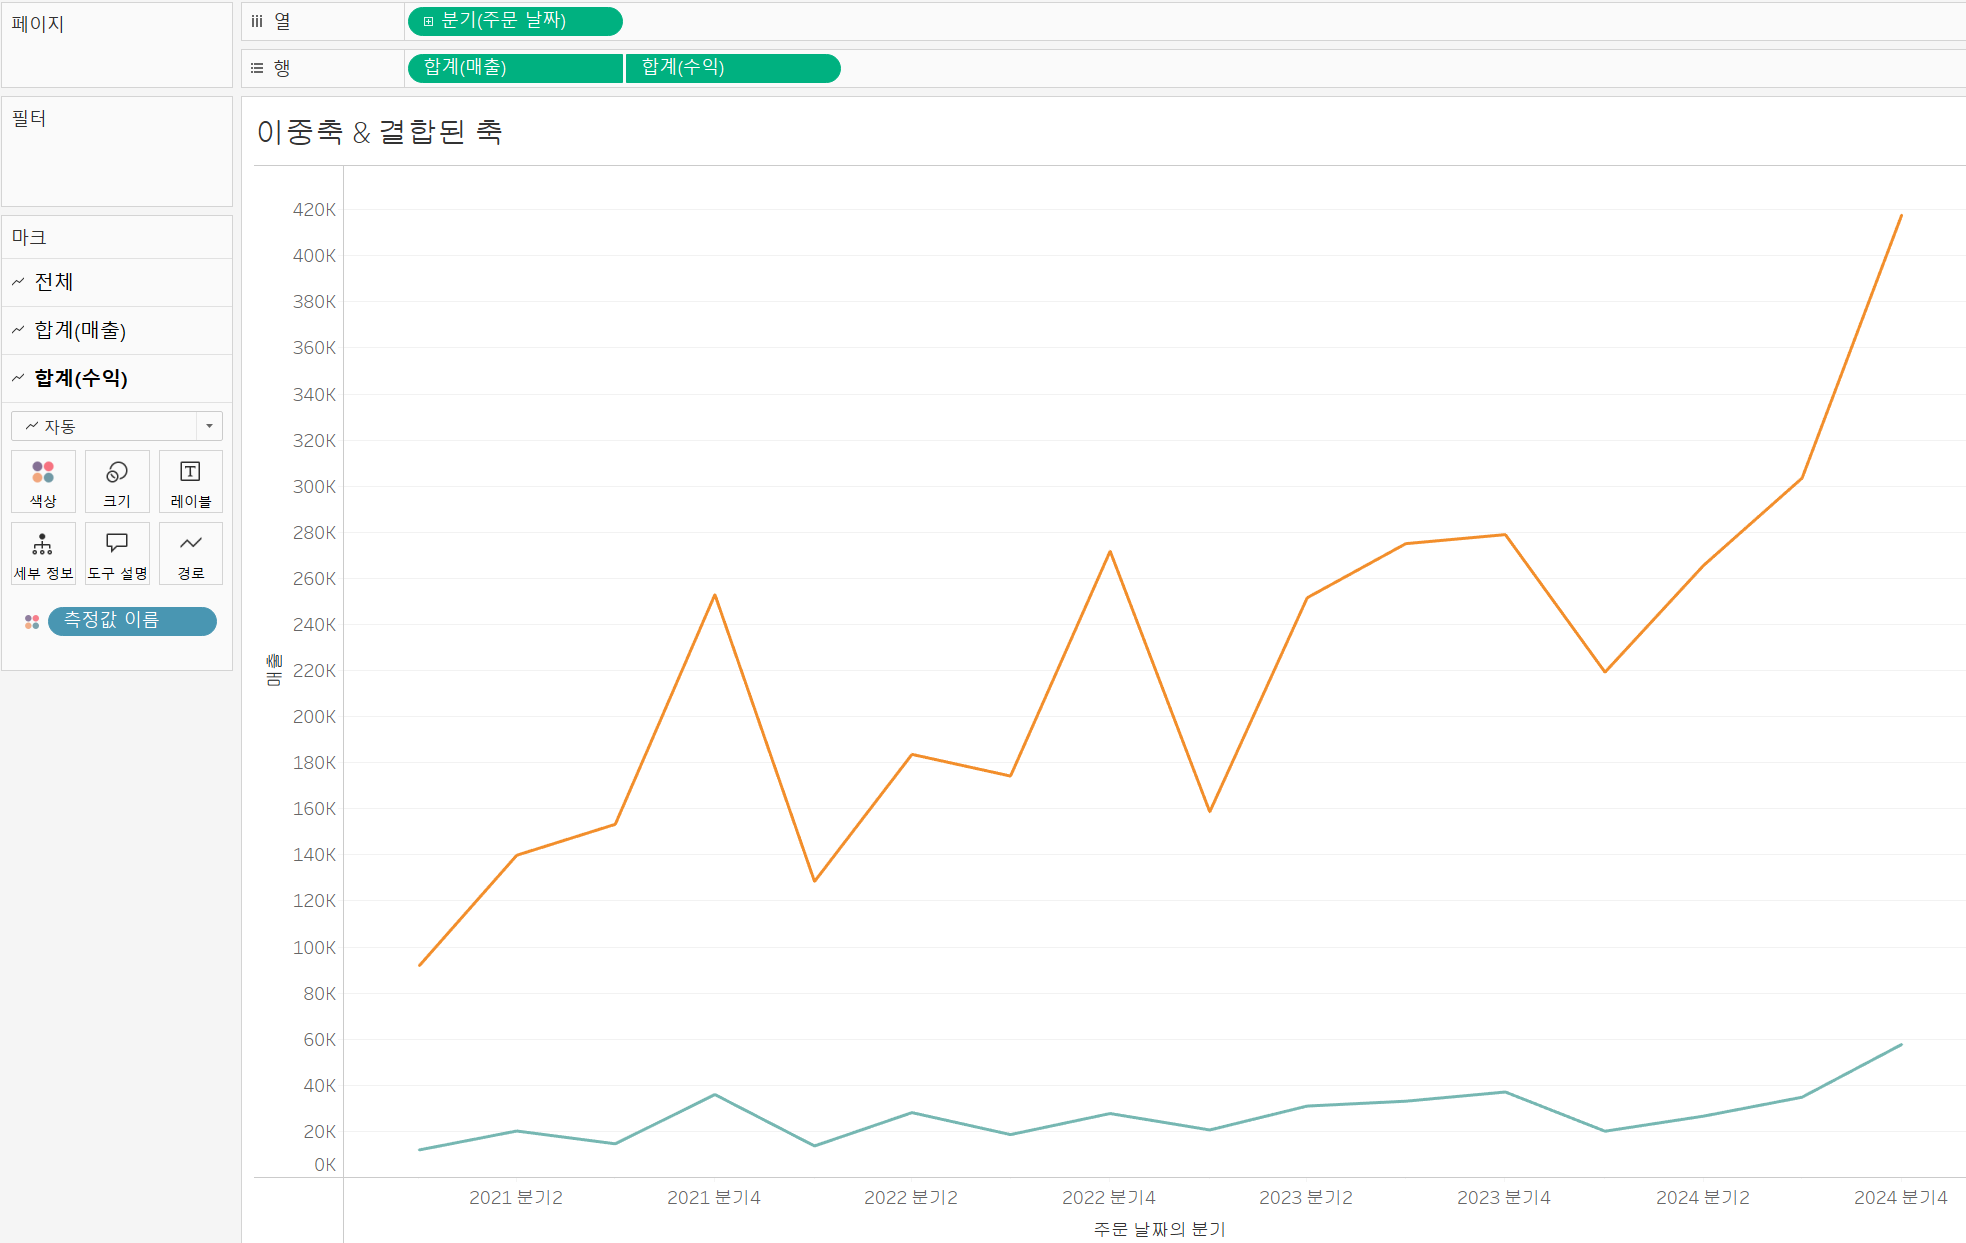 페이지
열
분기(주문 날짜)
행
합계(매출)
합계(수익)
필터
마크
전체
합계(매출)
합계(수익)
자동
색상
크기
레이블
세부 정보
도구 설명
경로
측정값 이름
이중축 & 결합된 축
420K
400K
380K
360K
340K
320K
300K
280K
260K
240K
220K
200K
180K
160K
140K
120K
100K
80K
60K
40K
20K
0K
매출
2021 분기2
2021 분기4
2022 분기2
2022 분기4
2023 분기2
2023 분기4
2024 분기2
2024 분기4
주문 날짜의 분기